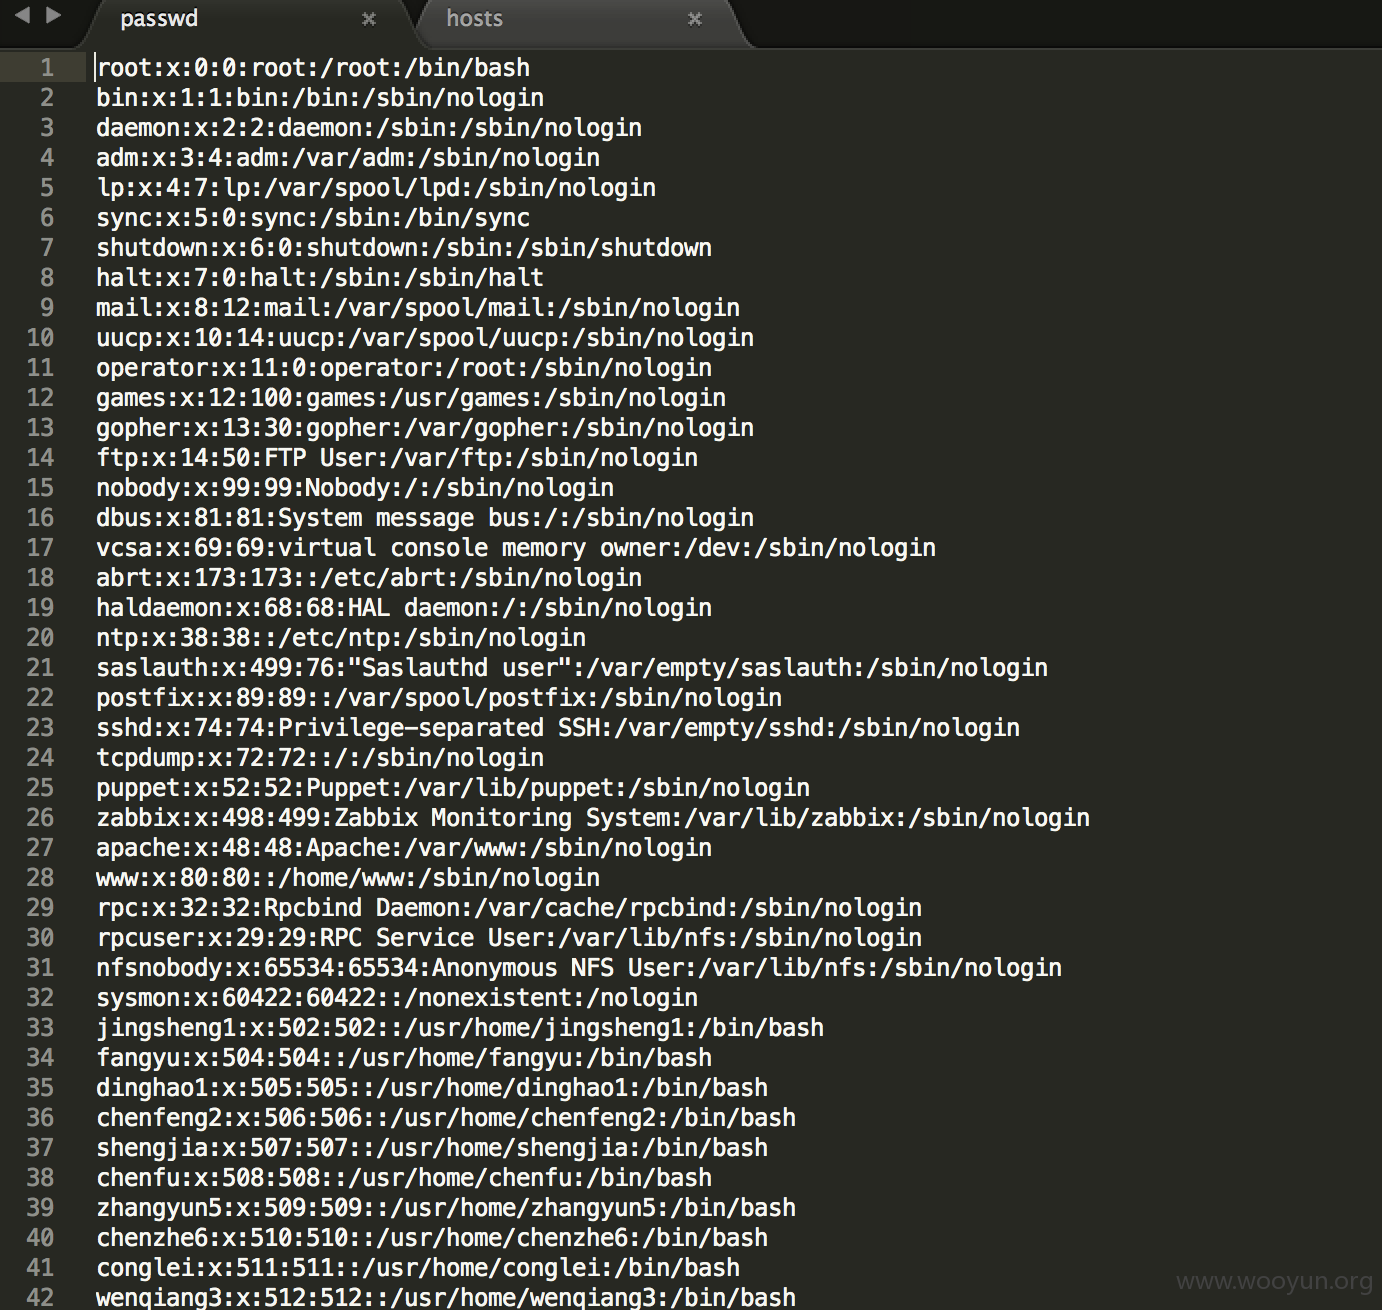 passwd
hosts
1 root:x:0:0:root:/root:/bin/bash
2 bin:x:1:1:bin:/bin:/sbin/nologin
3 daemon:x:2:2:daemon:/sbin:/sbin/nologin
4 adm:x:3:4:adm:/var/adm:/sbin/nologin
5 lp:x:4:7:lp:/var/spool/lpd:/sbin/nologin
6 sync:x:5:0:sync:/sbin:/bin/sync
7 shutdown:x:6:0:shutdown:/sbin:/sbin/shutdown
8 halt:x:7:0:halt:/sbin:/sbin/halt
9 mail:x:8:12:mail:/var/spool/mail:/sbin/nologin
10 uucp:x:10:14:uucp:/var/spool/uucp:/sbin/nologin
11 operator:x:11:0:operator:/root:/sbin/nologin
12 games:x:12:100:games:/usr/games:/sbin/nologin
13 gopher:x:13:30:gopher:/var/gopher:/sbin/nologin
14 ftp:x:14:50:FTP User:/var/ftp:/sbin/nologin
15 nobody:x:99:99:Nobody:/:/sbin/nologin
16 dbus:x:81:81:System message bus:/:/sbin/nologin
17 vcsa:x:69:69:virtual console memory owner:/dev:/sbin/nologin
18 abrt:x:173:173::/etc/abrt:/sbin/nologin
19 haldaemon:x:68:68:HAL daemon:/:/sbin/nologin
20 ntp:x:38:38::/etc/ntp:/sbin/nologin
21 saslauth:x:499:76:"Saslauthd user":/var/empty/saslauth:/sbin/nologin
22 postfix:x:89:89::/var/spool/postfix:/sbin/nologin
23 sshd:x:74:74:Privilege-separated SSH:/var/empty/sshd:/sbin/nologin
24 tcpdump:x:72:72::/:/sbin/nologin
25 puppet:x:52:52:Puppet:/var/lib/puppet:/sbin/nologin
26 zabbix:x:498:499:Zabbix Monitoring System:/var/lib/zabbix:/sbin/nologin
27 apache:x:48:48:Apache:/var/www:/sbin/nologin
28 www:x:80:80::/home/www:/sbin/nologin
29 rpc:x:32:32:Rpcbind Daemon:/var/cache/rpcbind:/sbin/nologin
30 rpcuser:x:29:29:RPC Service User:/var/lib/nfs:/sbin/nologin
31 nfsnobody:x:65534:65534:Anonymous NFS User:/var/lib/nfs:/sbin/nologin
32 sysmon:x:60422:60422::/nonexistent:/nologin
33 jingsheng1:x:502:502::/usr/home/jingsheng1:/bin/bash
34 fangyu:x:504:504::/usr/home/fangyu:/bin/bash
35 dinghao1:x:505:505::/usr/home/dinghao1:/bin/bash
36 chenfeng2:x:506:506::/usr/home/chenfeng2:/bin/bash
37 shengjia:x:507:507::/usr/home/shengjia:/bin/bash
38 chenfu:x:508:508::/usr/home/chenfu:/bin/bash
39 zhangyun5:x:509:509::/usr/home/zhangyun5:/bin/bash
40 chenzhe6:x:510:510::/usr/home/chenzhe6:/bin/bash
41 conglei:x:511:511::/usr/home/conglei:/bin/bash
42 wenqiang3:x:512:512::/usr/home/wenqiang3:/bin/bash
www.wooyun.org